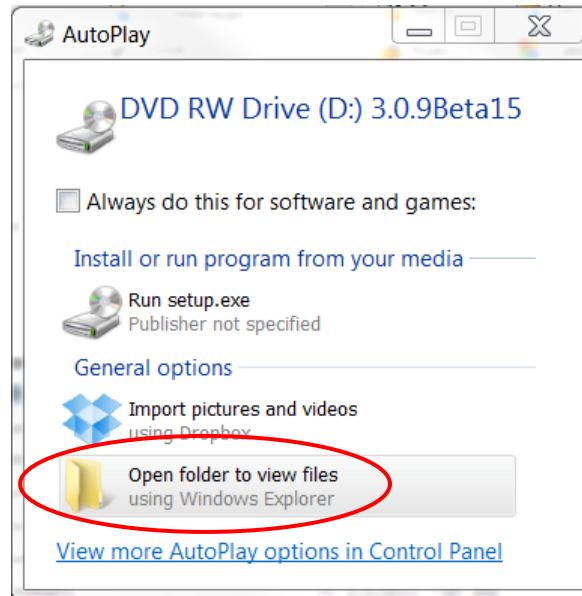 AutoPlay
DVD RW Drive (D:) 3.0.9Beta15
Always do this for software and games:
Install or run program from your media
Run setup.exe
Publisher not specified
General options
Import pictures and videos
using Dropbox
Open folder to view files
using Windows Explorer
View more AutoPlay options in Control Panel